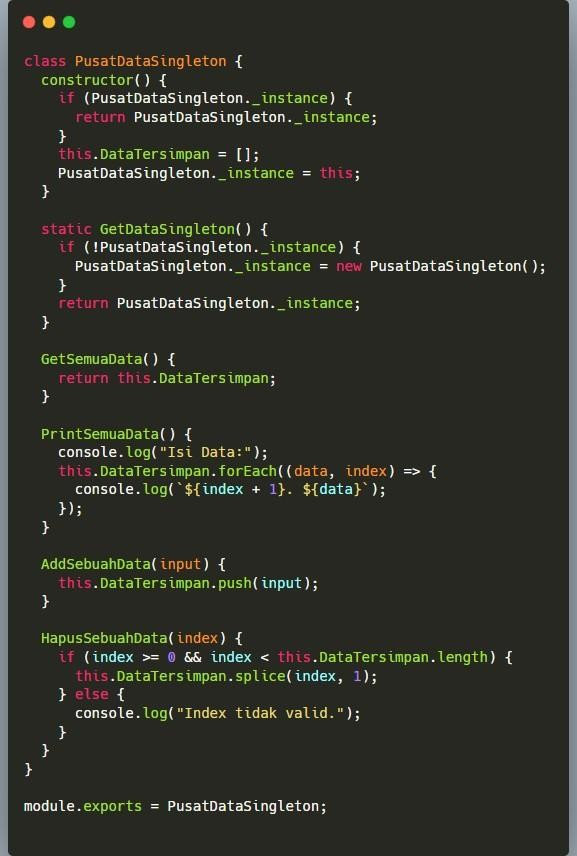 class PusatDataSingleton {
  constructor() {
    if (PusatDataSingleton._instance) {
      return PusatDataSingleton._instance;
    }
    this.DataTersimpan = [];
    PusatDataSingleton._instance = this;
  }

  static GetDataSingleton() {
    if (!PusatDataSingleton._instance) {
      PusatDataSingleton._instance = new PusatDataSingleton();
    }
    return PusatDataSingleton._instance;
  }

  GetSemuaData() {
    return this.DataTersimpan;
  }

  PrintSemuaData() {
    console.log("Isi Data:");
    this.DataTersimpan.forEach((data, index) => {
      console.log(`${index + 1}. ${data}`);
    });
  }

  AddSebuahData(input) {
    this.DataTersimpan.push(input);
  }

  HapusSebuahData(index) {
    if (index >= 0 && index < this.DataTersimpan.length) {
      this.DataTersimpan.splice(index, 1);
    } else {
      console.log("Index tidak valid.");
    }
  }
}

module.exports = PusatDataSingleton;